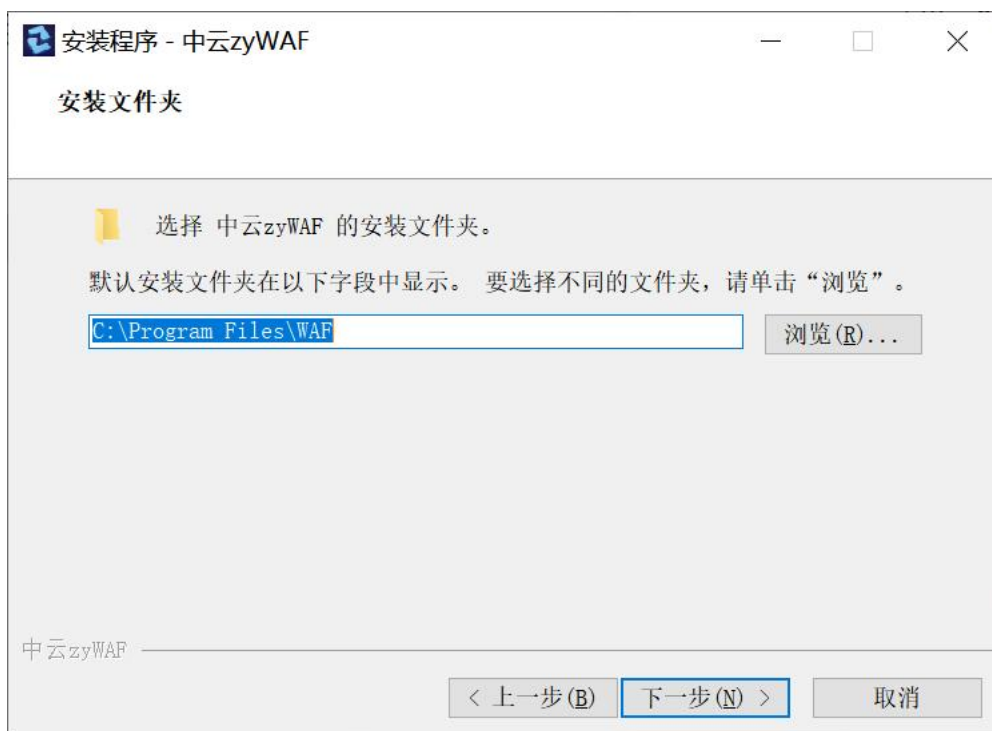 安装程序 - 中云zyWAF
安装文件夹
选择 中云zyWAF 的安装文件夹。
默认安装文件夹在以下字段中显示。 要选择不同的文件夹，请单击“浏览”。
C:\Program Files\WAF
浏览(R)...
中云zyWAF
< 上一步(B)
下一步(N) >
取消